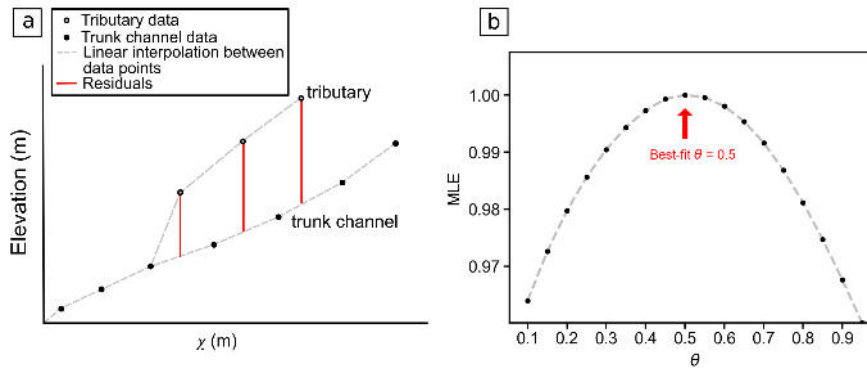 a
Tributary data
Trunk channel data
Linear interpolation between
data points
Residuals
tributary
trunk channel
Elevation (m)
χ (m)
b
1.00
0.99
0.98
0.97
MLE
Best-fit θ = 0.5
0.1 0.2 0.3 0.4 0.5 0.6 0.7 0.8 0.9
θ